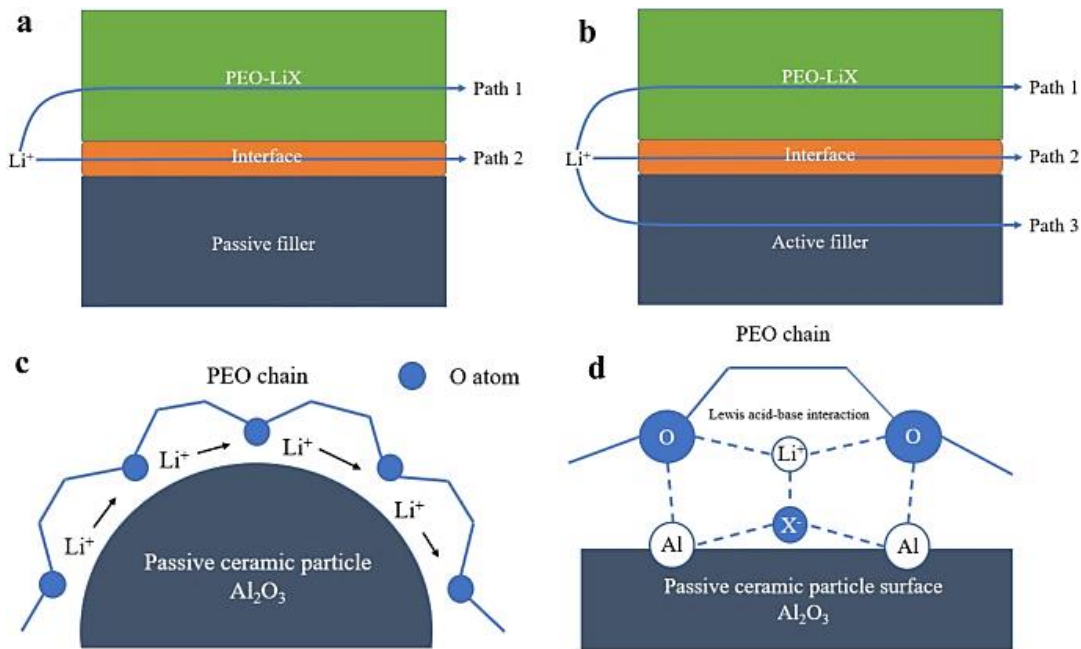 a
PEO-LiX
Path 1
Li⁺
Interface
Path 2
Passive filler
b
PEO-LiX
Path 1
Li⁺
Interface
Path 2
Path 3
Active filler
c
PEO chain
O atom
Li⁺
Li⁺
Li⁺
Li⁺
Passive ceramic particle
Al₂O₃
d
PEO chain
Lewis acid-base interaction
O
Li⁺
O
X⁻
Al
Al
Passive ceramic particle surface
Al₂O₃